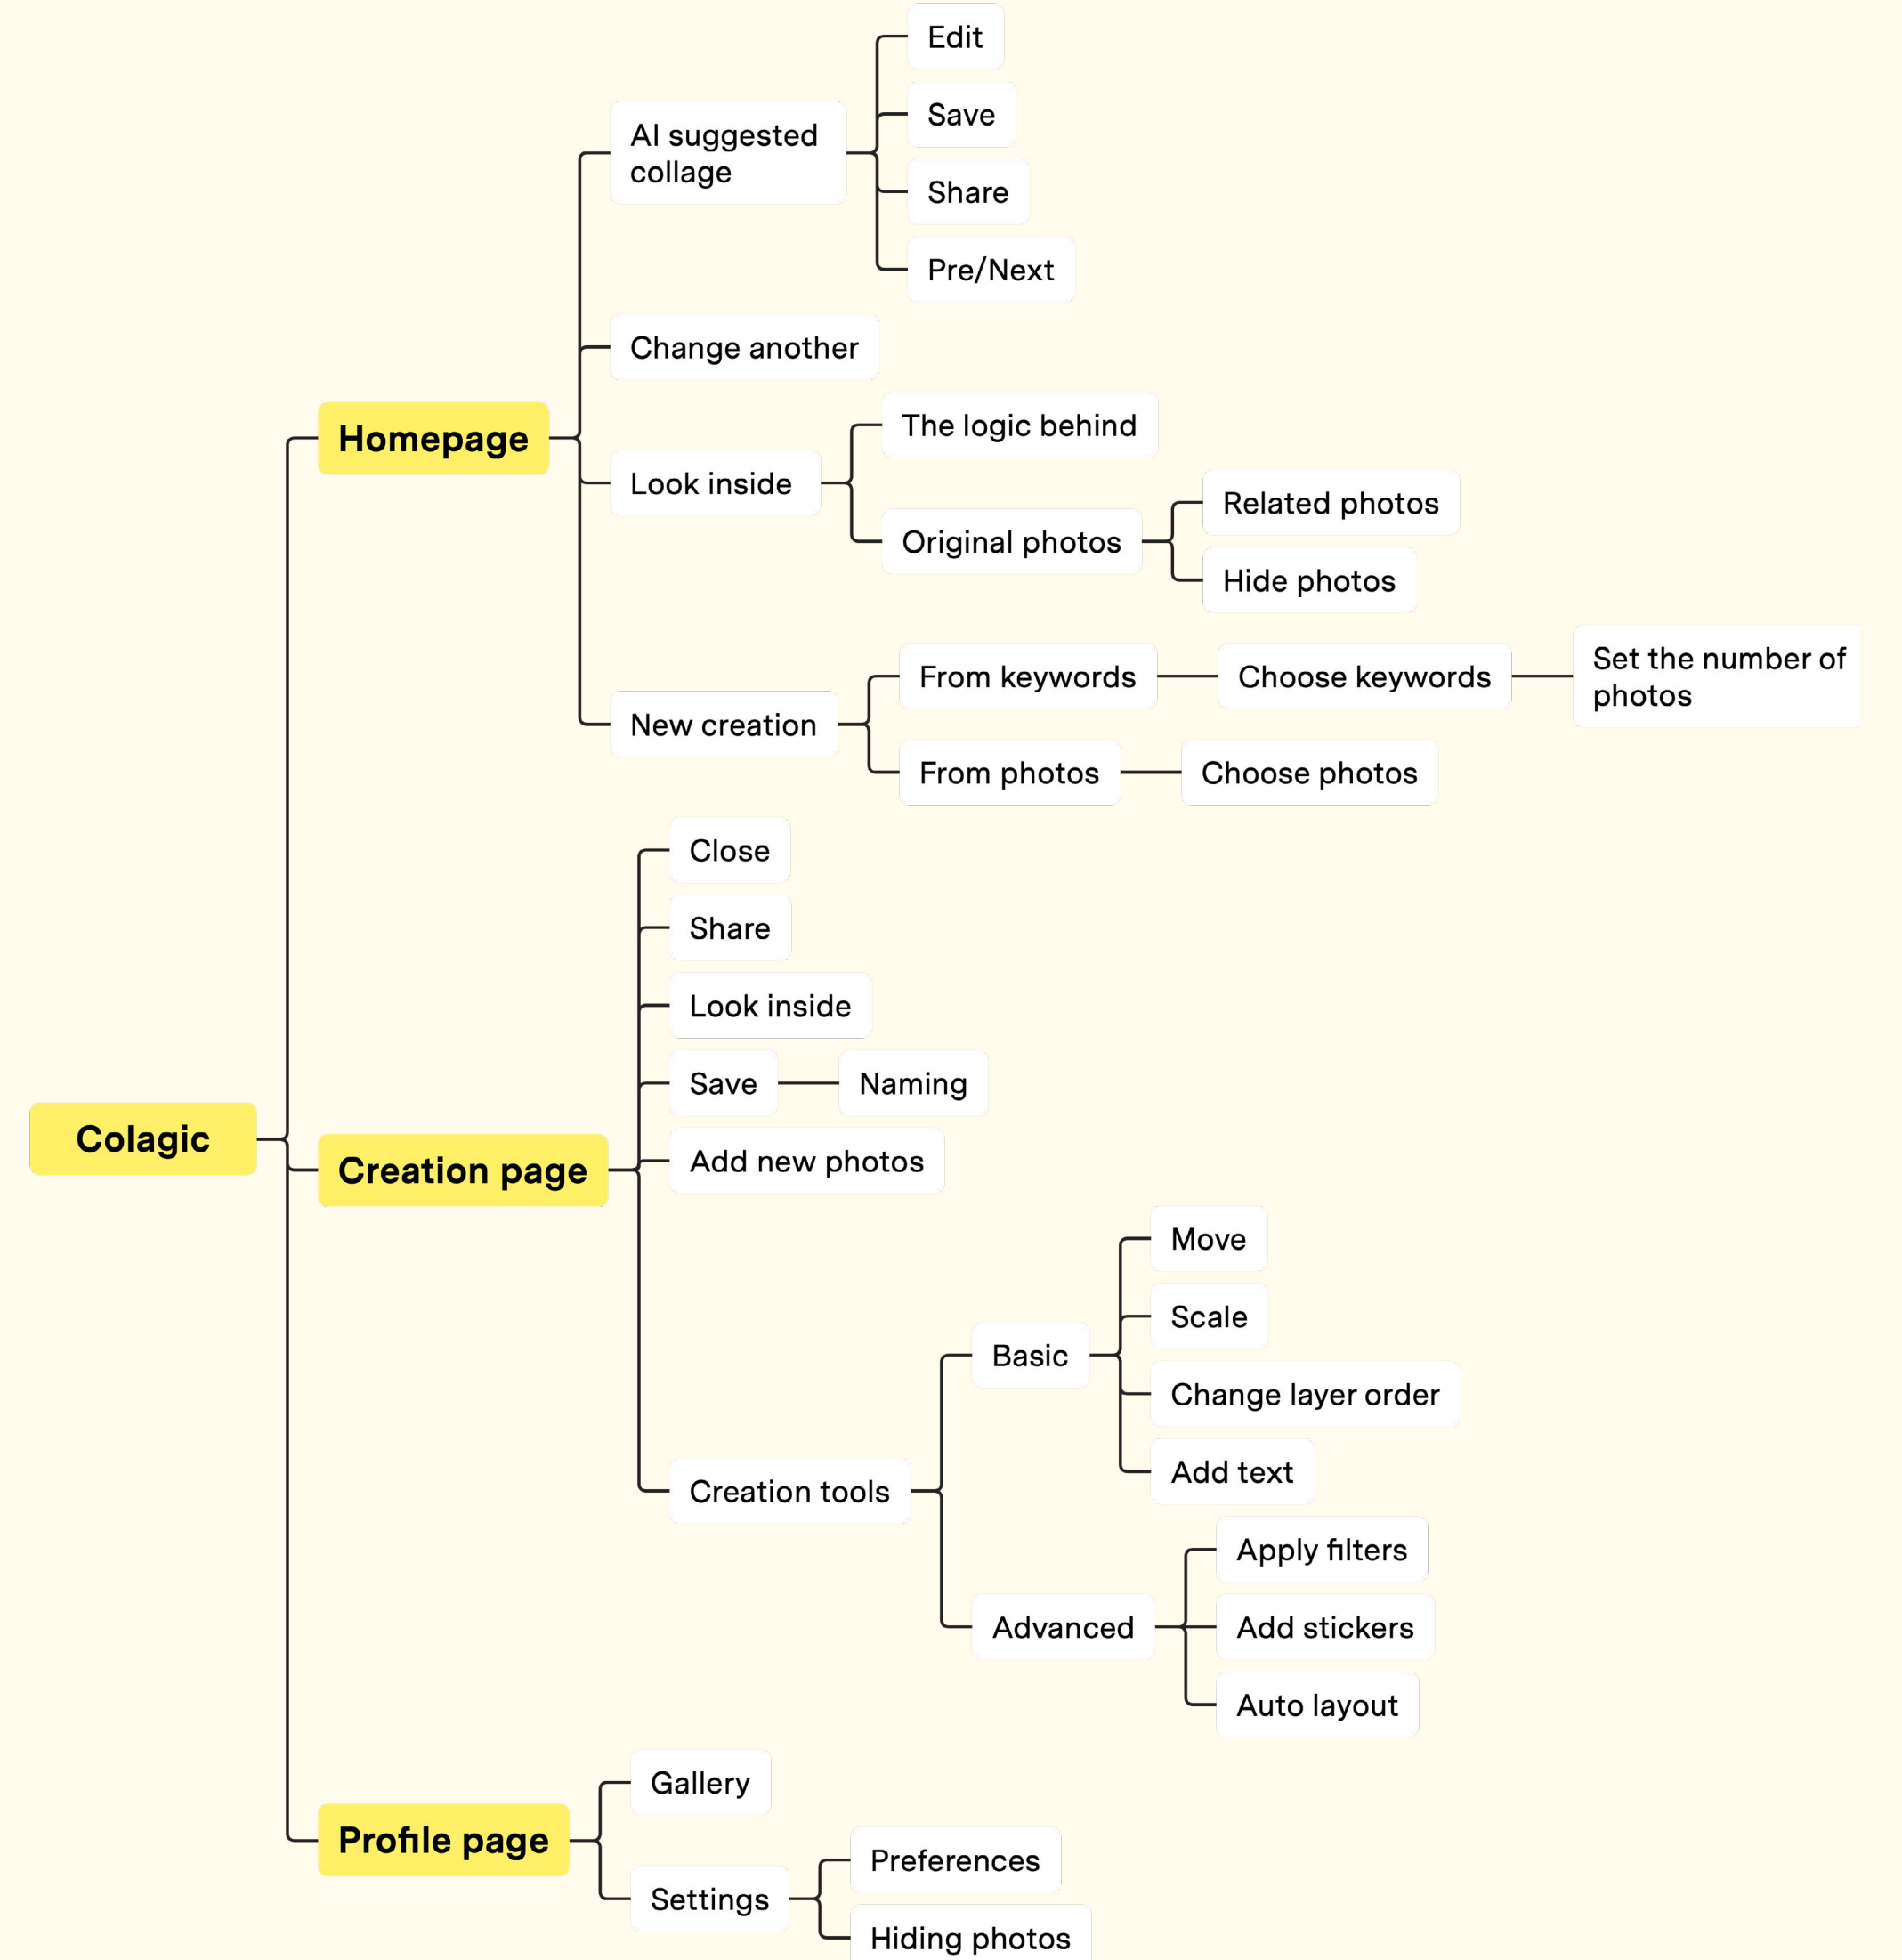 Edit
Save
AI suggested
collage
Share
Pre/Next
Change another
Homepage
The logic behind
Look inside
Related photos
Original photos
Hide photos
From keywords
Choose keywords
Set the number of
photos
New creation
From photos
Choose photos
Close
Share
Look inside
Save
Naming
Colagic
Creation page
Add new photos
Move
Scale
Basic
Change layer order
Add text
Creation tools
Apply filters
Advanced
Add stickers
Auto layout
Gallery
Profile page
Preferences
Settings
Hiding photos